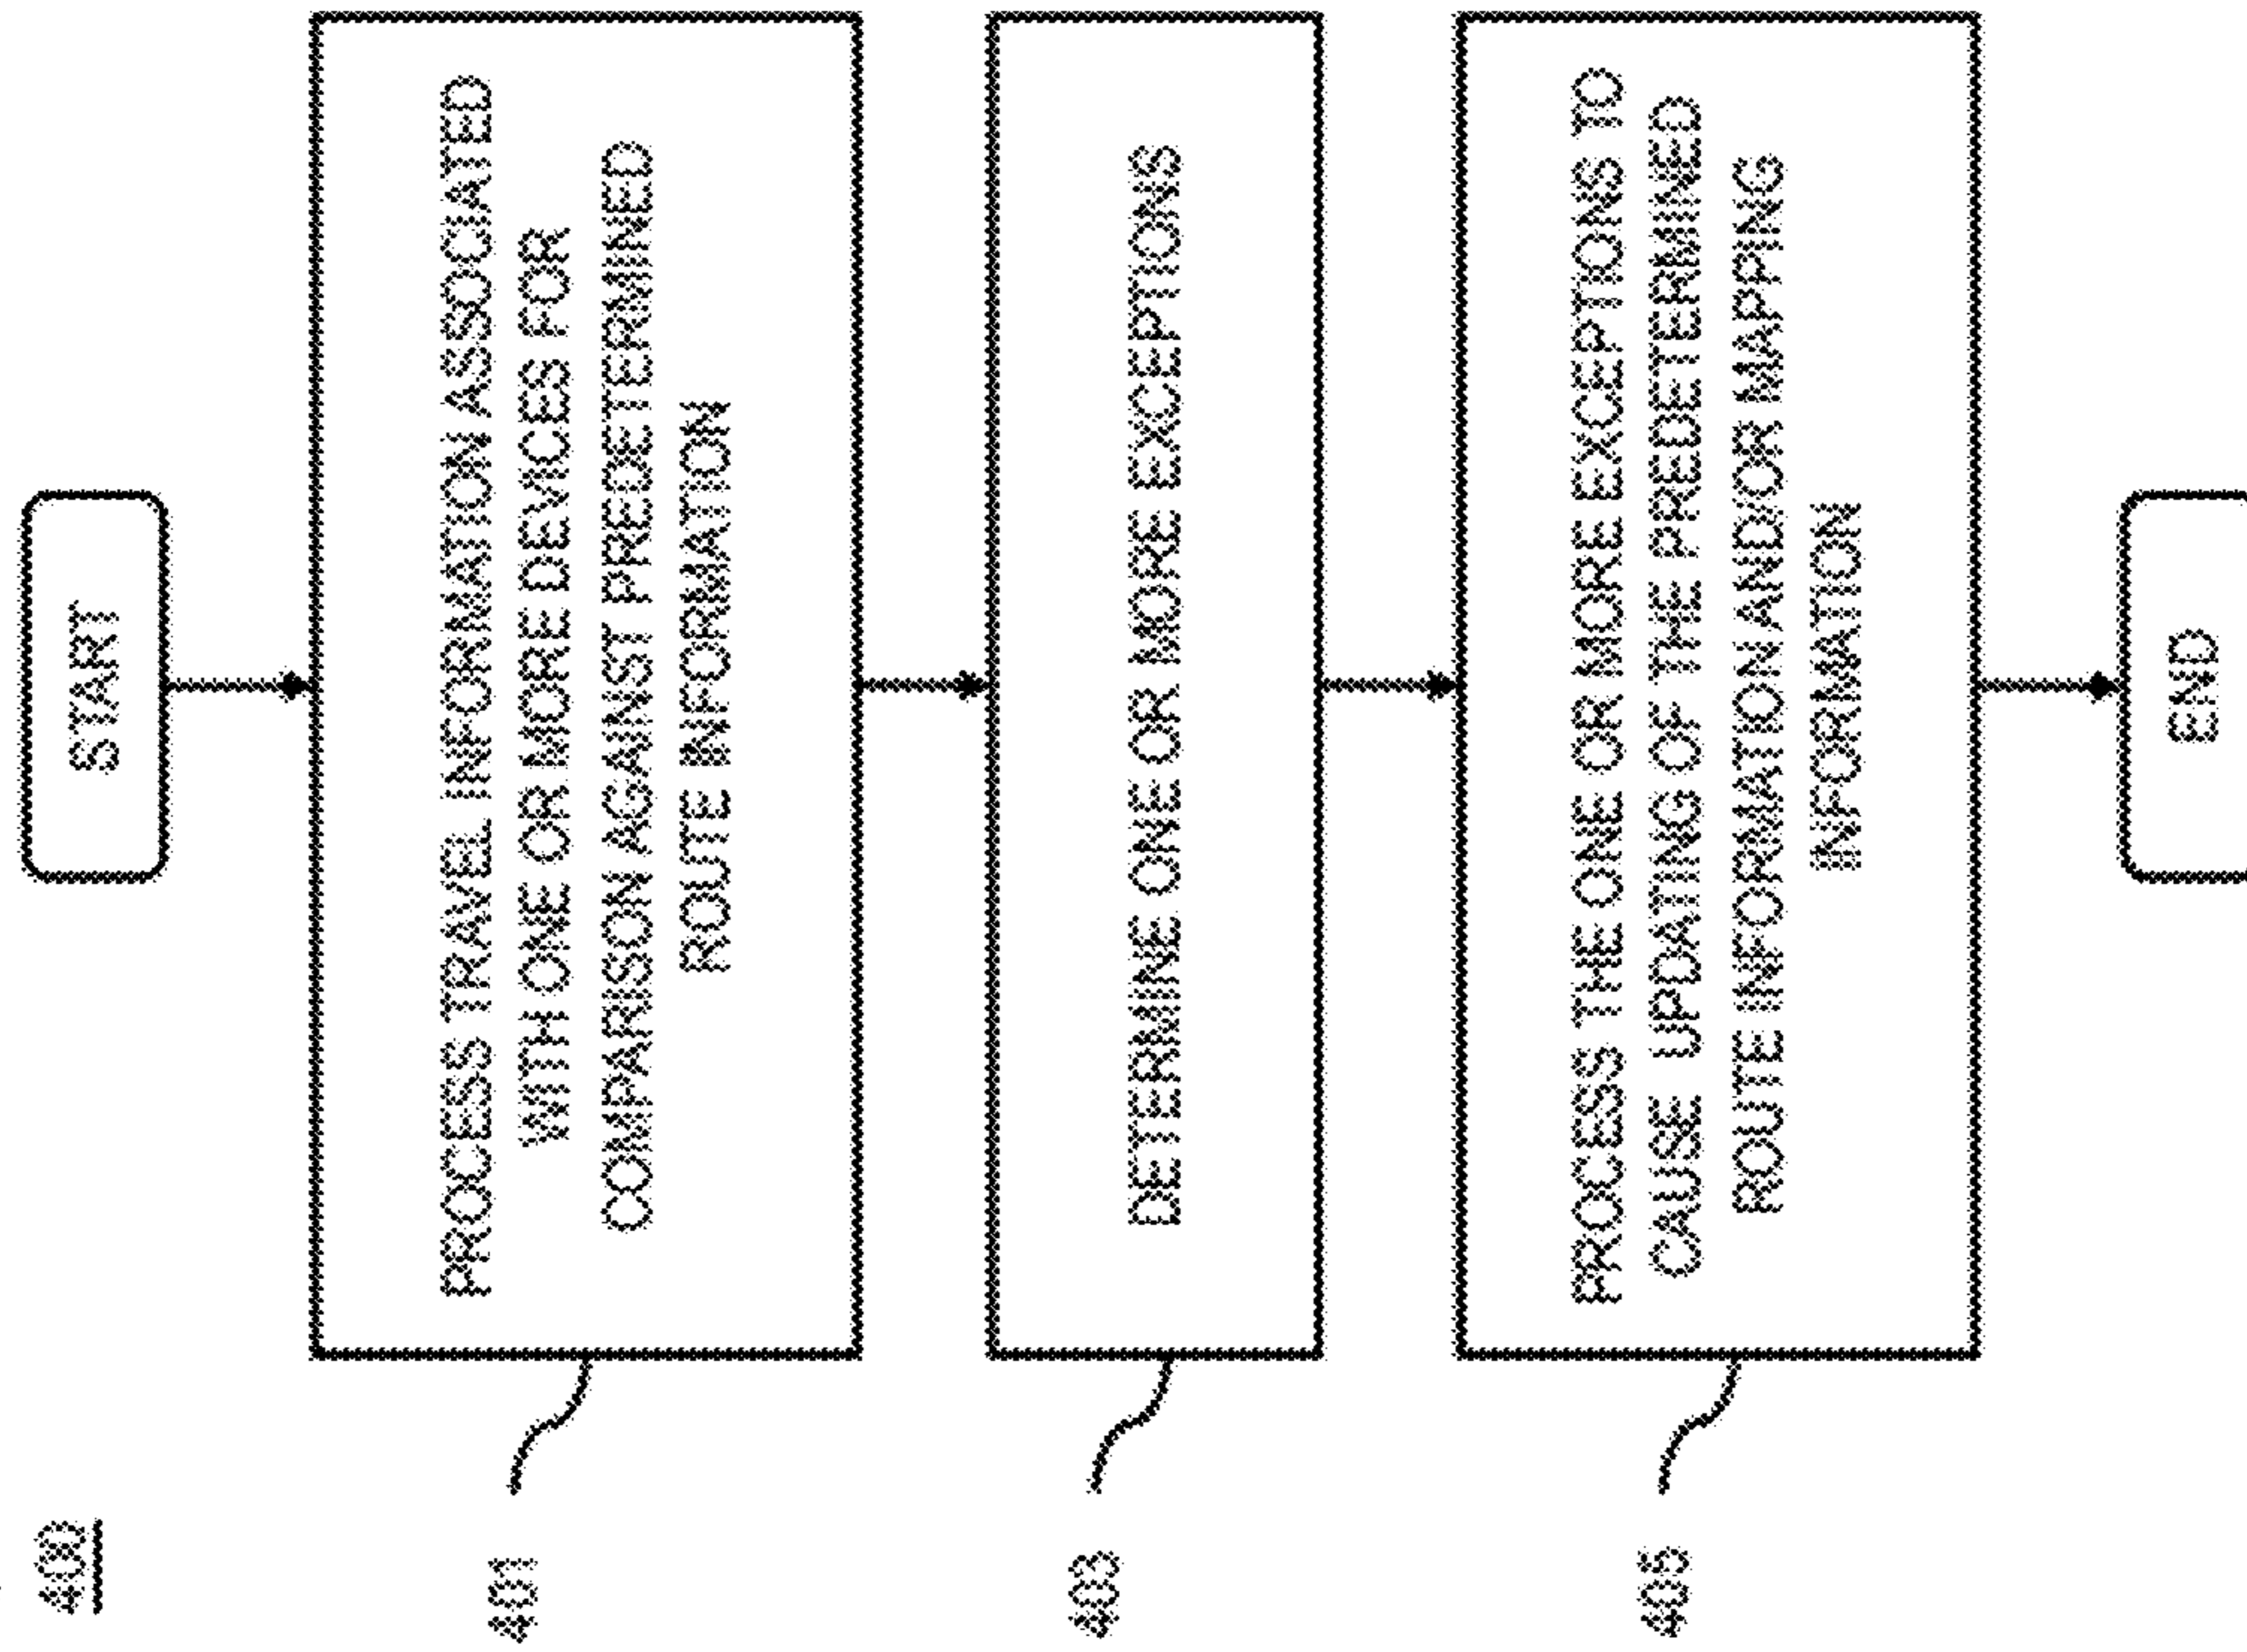 400
START
401
PROCESS TRAVEL INFORMATION ASSOCIATED
WITH ONE OR MORE DEVICES FOR
COMPARISON AGAINST PREDETERMINED
ROUTE INFORMATION
403
DETERMINE ONE OR MORE EXCEPTIONS
405
PROCESS THE ONE OR MORE EXCEPTIONS TO
CAUSE UPDATING OF THE PREDETERMINED
ROUTE INFORMATION AND/OR MAPPING
INFORMATION
END